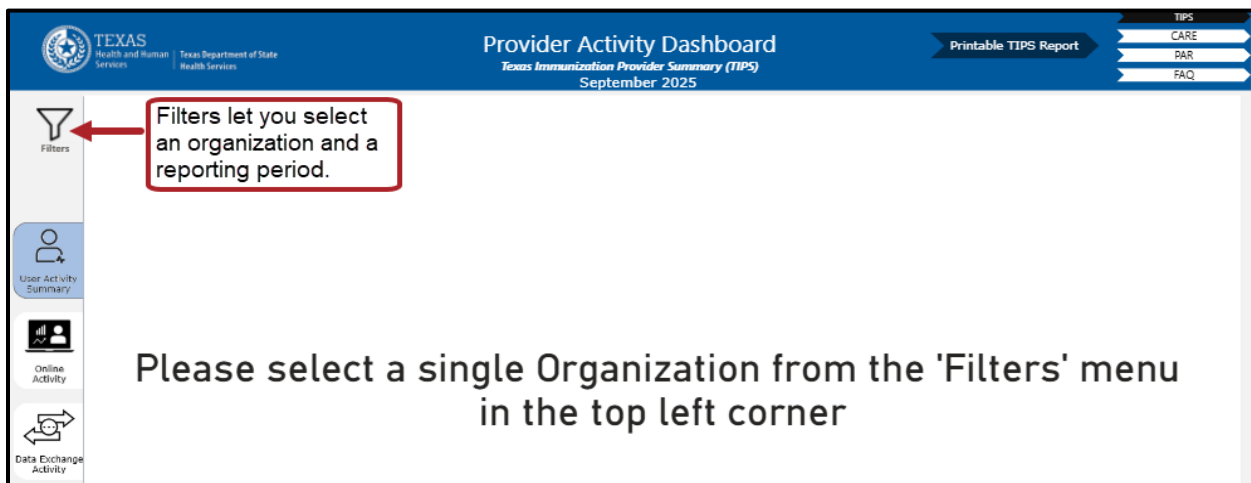 TEXAS
Health and Human
Services
Texas Department of State
Health Services
Provider Activity Dashboard
Texas Immunization Provider Summary (TIPS)
September 2025
Printable TIPS Report
TIPS
CARE
PAR
FAQ
Filters
Filters let you select
an organization and a
reporting period.
User Activity
Summary
Online
Activity
Data Exchange
Activity
Please select a single Organization from the 'Filters' menu
in the top left corner